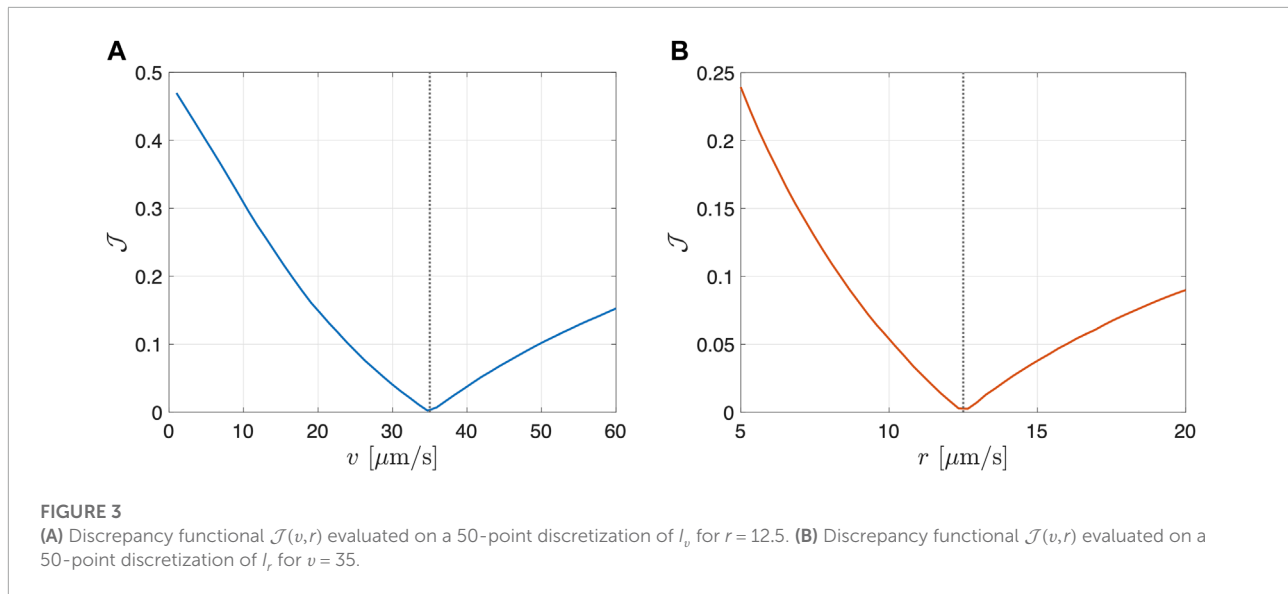 A
0.5
0.4
0.3
0.2
0.1
0
𝒥
0 10 20 30 40 50 60
v [μm/s]
B
0.25
0.2
0.15
0.1
0.05
0
𝒥
5 10 15 20
r [μm/s]
FIGURE 3
(A) Discrepancy functional 𝒥(v,r) evaluated on a 50-point discretization of I_v for r = 12.5. (B) Discrepancy functional 𝒥(v,r) evaluated on a
50-point discretization of I_r for v = 35.